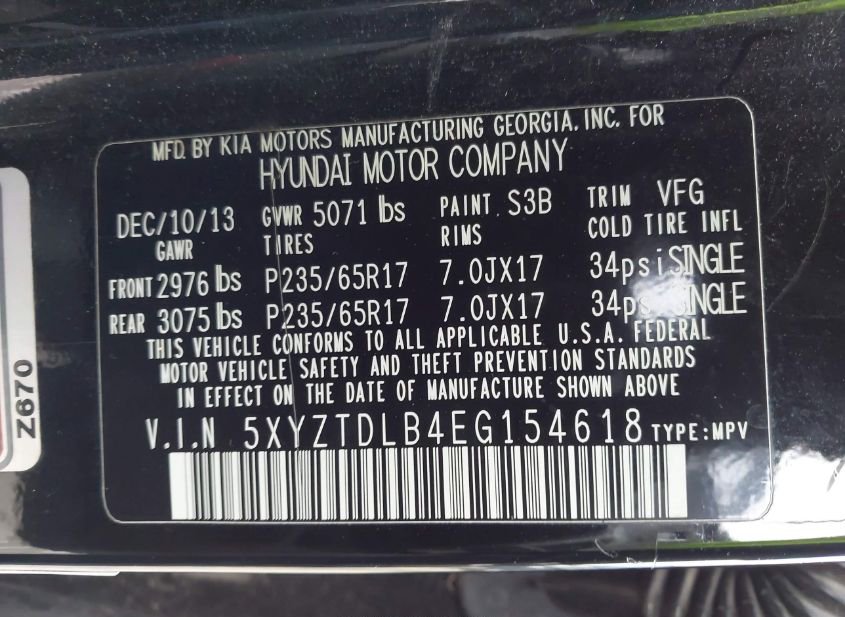 MFD. BY KIA MOTORS MANUFACTURING GEORGIA, INC. FOR
HYUNDAI MOTOR COMPANY
DEC/10/13 GVWR 5071 lbs PAINT S3B TRIM VFG
GAWR TIRES RIMS COLD TIRE INFL
FRONT 2976 lbs P235/65R17 7.0JX17 34psi SINGLE
REAR 3075 lbs P235/65R17 7.0JX17 34psi SINGLE
THIS VEHICLE CONFORMS TO ALL APPLICABLE U.S.A. FEDERAL
MOTOR VEHICLE SAFETY AND THEFT PREVENTION STANDARDS
IN EFFECT ON THE DATE OF MANUFACTURE SHOWN ABOVE
V.I.N 5XYZTDLB4EG154618 TYPE:MPV
Z670